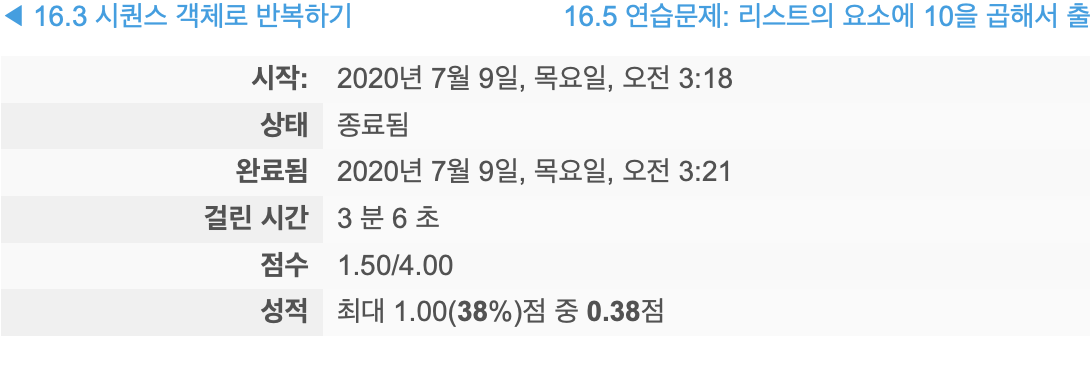 ◀ 16.3 시퀀스 객체로 반복하기 16.5 연습문제: 리스트의 요소에 10을 곱해서 출
시작: 2020년 7월 9일, 목요일, 오전 3:18
상태 종료됨
완료됨 2020년 7월 9일, 목요일, 오전 3:21
걸린 시간 3 분 6 초
점수 1.50/4.00
성적 최대 1.00(38%)점 중 0.38점